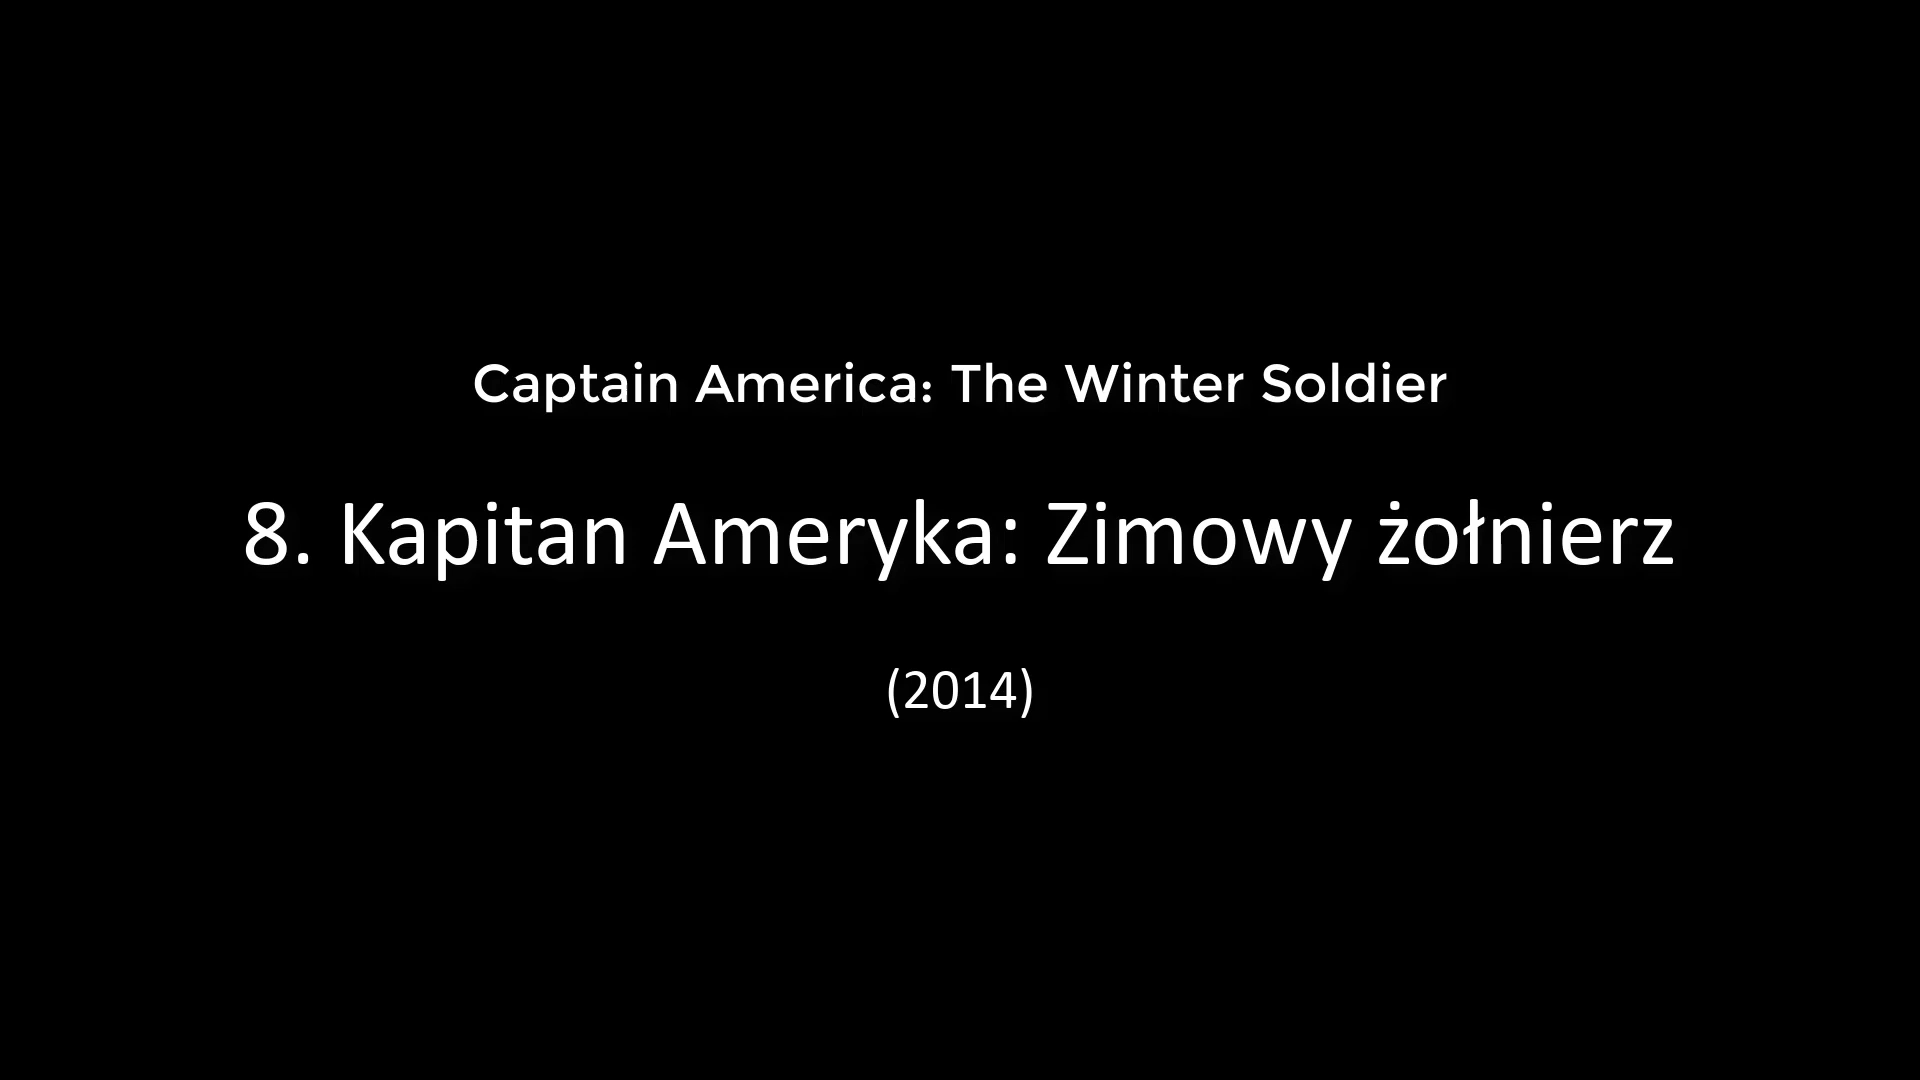 Captain America: The Winter Soldier
8. Kapitan Ameryka: Zimowy żołnierz
(2014)